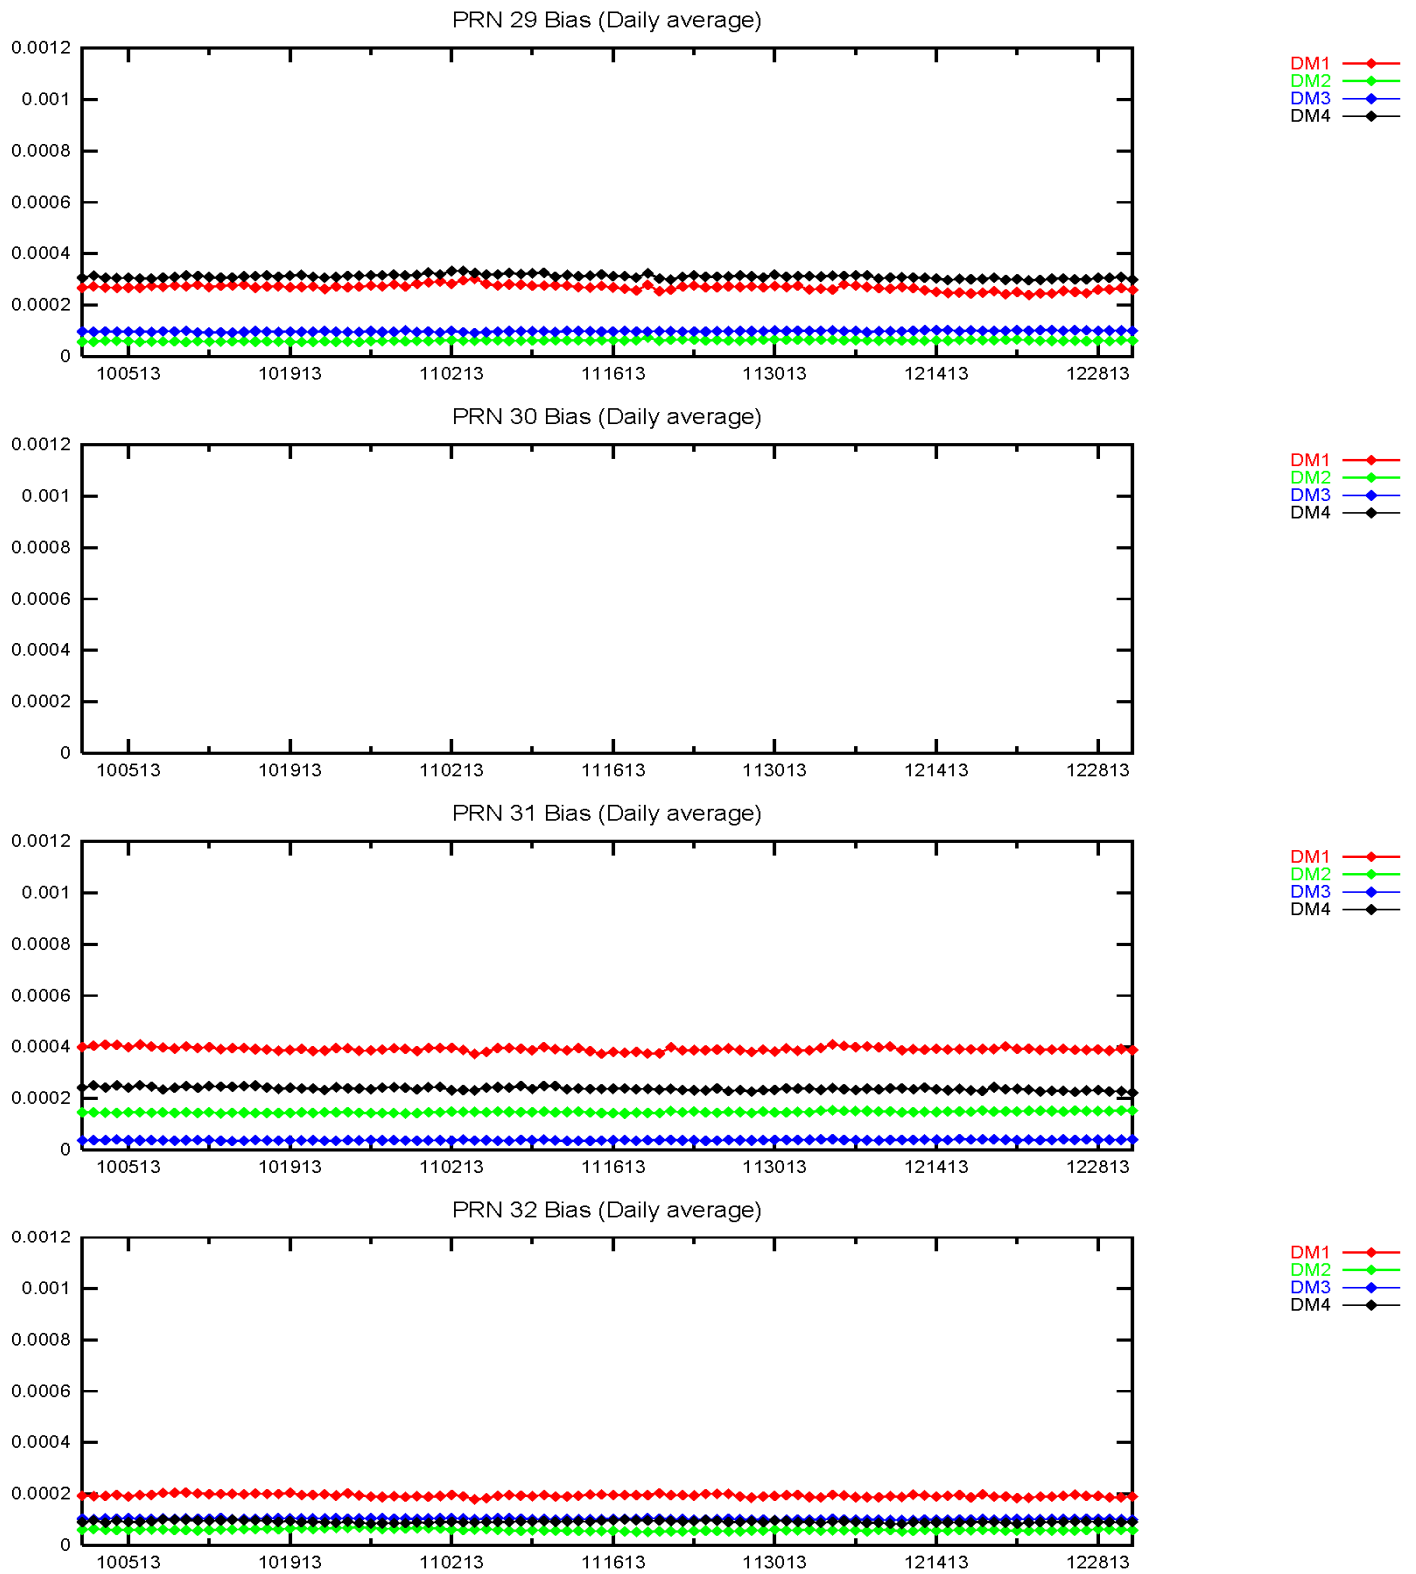 PRN 29 Bias (Daily average)
0.0012
0.001
0.0008
0.0006
0.0004
0.0002
0
100513 101913 110213 111613 113013 121413 122813
DM1
DM2
DM3
DM4
PRN 30 Bias (Daily average)
0.0012
0.001
0.0008
0.0006
0.0004
0.0002
0
100513 101913 110213 111613 113013 121413 122813
DM1
DM2
DM3
DM4
PRN 31 Bias (Daily average)
0.0012
0.001
0.0008
0.0006
0.0004
0.0002
0
100513 101913 110213 111613 113013 121413 122813
DM1
DM2
DM3
DM4
PRN 32 Bias (Daily average)
0.0012
0.001
0.0008
0.0006
0.0004
0.0002
0
100513 101913 110213 111613 113013 121413 122813
DM1
DM2
DM3
DM4